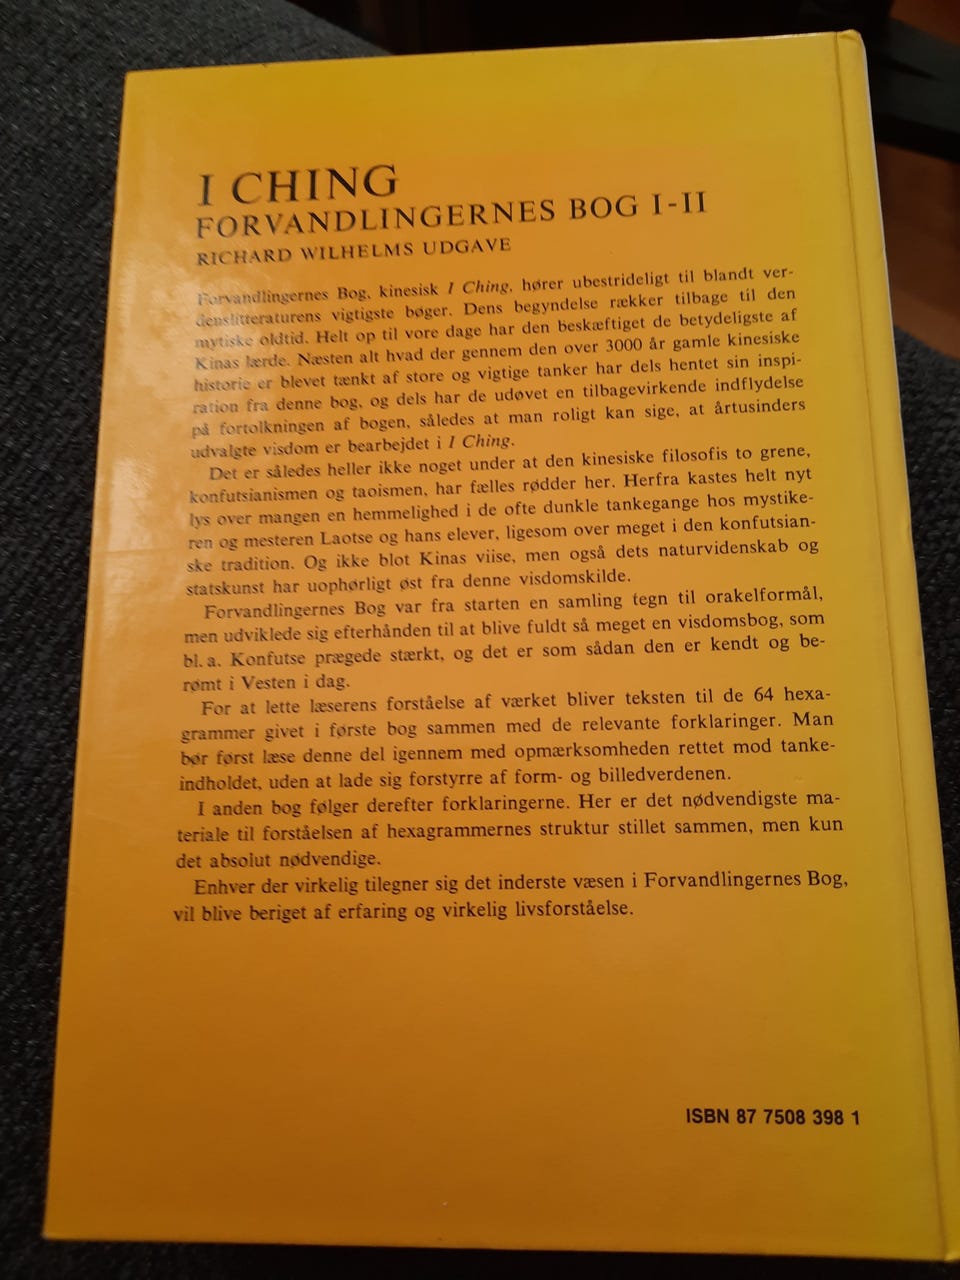 I CHING
FORVANDLINGERNES BOG I-II
RICHARD WILHELMS UDGAVE
Forvandlingernes Bog, kinesisk I Ching, hører ubestrideligt til blandt ver-
denslitteraturens vigtigste bøger. Dens begyndelse rækker tilbage til den
mytiske oldtid. Helt op til vore dage har den beskæftiget de betydeligste af
Kinas lærde. Næsten alt hvad der gennem den over 3000 år gamle kinesiske
historie er blevet tænkt af store og vigtige tanker har dels hentet sin inspi-
ration fra denne bog, og dels har de udøvet en tilbagevirkende indflydelse
på fortolkningen af bogen, således at man roligt kan sige, at årtusinders
udvalgte visdom er bearbejdet i I Ching.
Det er således heller ikke noget under at den kinesiske filosofis to grene,
konfutsianismen og taoismen, har fælles rødder her. Herfra kastes helt nyt
lys over mangen en hemmelighed i de ofte dunkle tankegange hos mystike-
ren og mesteren Laotse og hans elever, ligesom over meget i den konfutsian-
ske tradition. Og ikke blot Kinas viise, men også dets naturvidenskab og
statskunst har uophørligt øst fra denne visdomskilde.
Forvandlingernes Bog var fra starten en samling tegn til orakelformål,
men udviklede sig efterhånden til at blive fuldt så meget en visdomsbog, som
bl.a. Konfutse prægede stærkt, og det er som sådan den er kendt og be-
rømt i Vesten i dag.
For at lette læserens forståelse af værket bliver teksten til de 64 hexa-
grammer givet i første bog sammen med de relevante forklaringer. Man
bør først læse denne del igennem med opmærksomheden rettet mod tanke-
indholdet, uden at lade sig forstyrre af form- og billedverdenen.
I anden bog følger derefter forklaringerne. Her er det nødvendigste ma-
teriale til forståelsen af hexagrammernes struktur stillet sammen, men kun
det absolut nødvendige.
Enhver der virkelig tilegner sig det inderste væsen i Forvandlingernes Bog,
vil blive beriget af erfaring og virkelig livsforståelse.
ISBN 87 7508 398 1